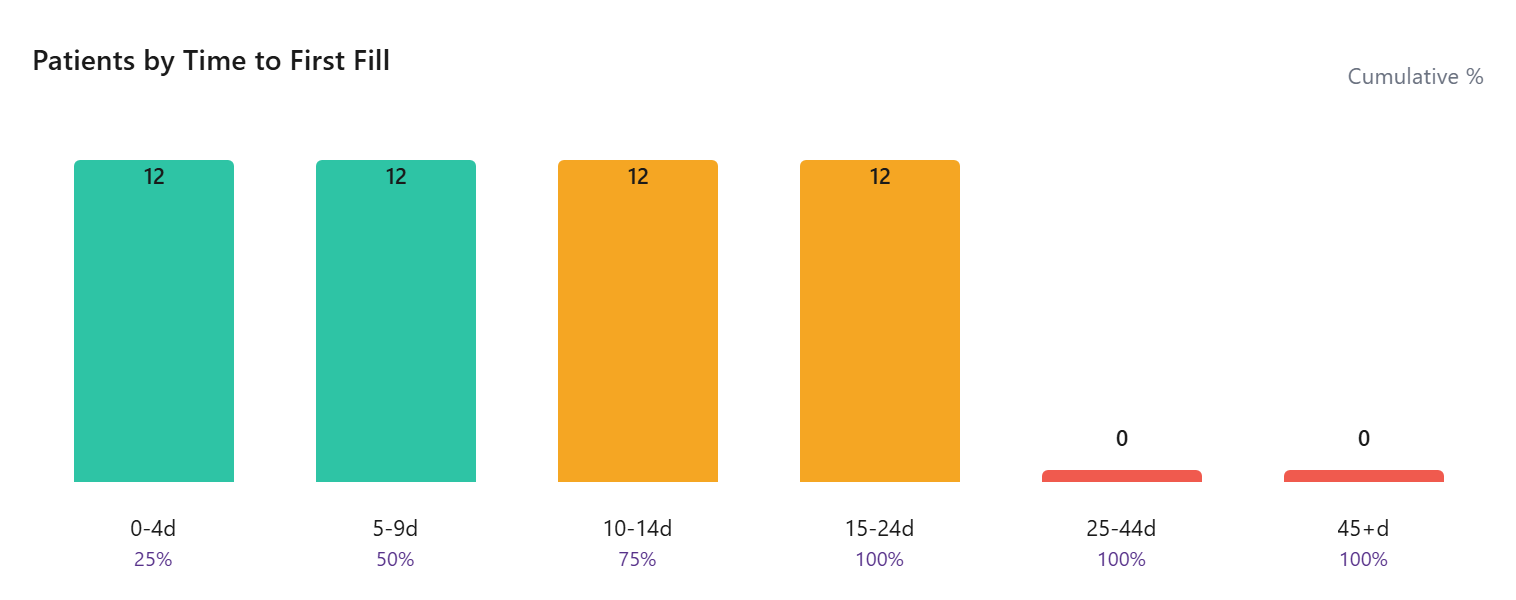 Patients by Time to First Fill
Cumulative %
12 12 12 12 0 0
0-4d 5-9d 10-14d 15-24d 25-44d 45+d
25% 50% 75% 100% 100% 100%